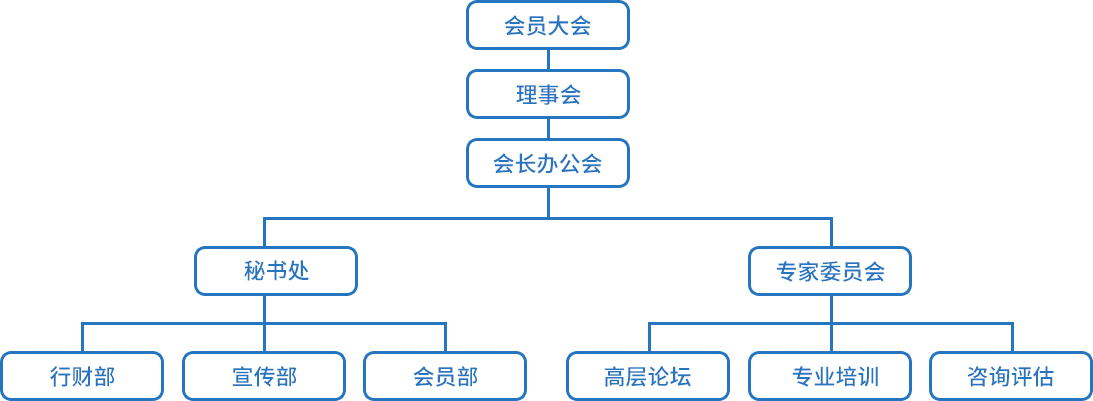 会员大会
理事会
会长办公会
秘书处
专家委员会
行财部
宣传部
会员部
高层论坛
专业培训
咨询评估